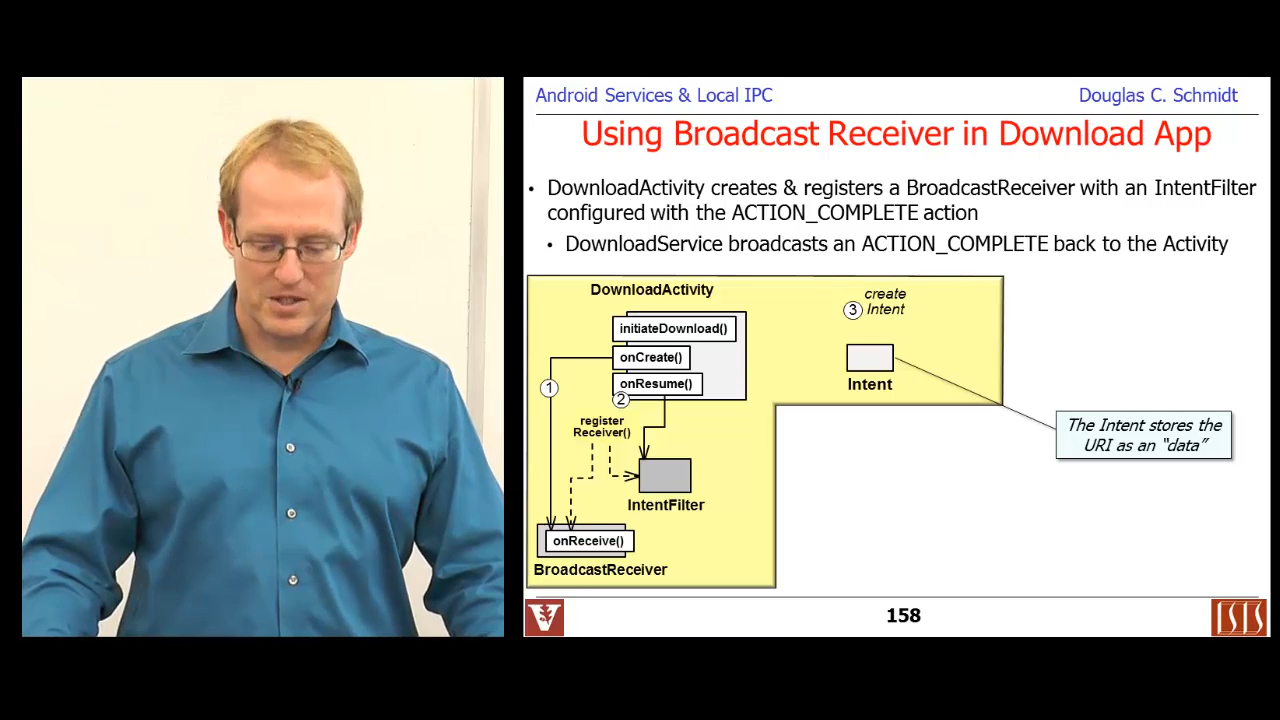 Android Services & Local IPC
Douglas C. Schmidt
Using Broadcast Receiver in Download App
• DownloadActivity creates & registers a BroadcastReceiver with an IntentFilter
configured with the ACTION_COMPLETE action
• DownloadService broadcasts an ACTION_COMPLETE back to the Activity
DownloadActivity
initiateDownload()
onCreate()
onResume()
1
2
register
Receiver()
IntentFilter
onReceive()
BroadcastReceiver
create
3 Intent
Intent
The Intent stores the
URI as an “data”
V
158
ISIS